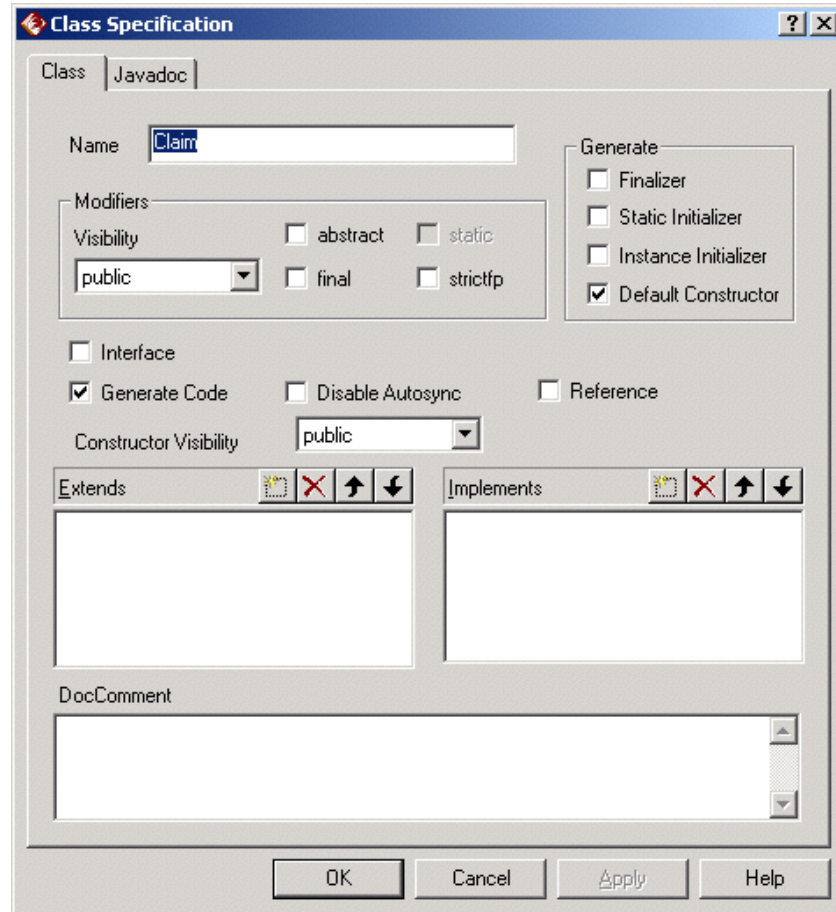 Class Specification
Class Javadoc
Name Claim
Generate
Finalizer
Static Initializer
Instance Initializer
Default Constructor
Modifiers
Visibility
public
abstract static
final strictfp
Interface
Generate Code Disable Autosync Reference
Constructor Visibility public
Extends Implements
DocComment
OK Cancel Apply Help